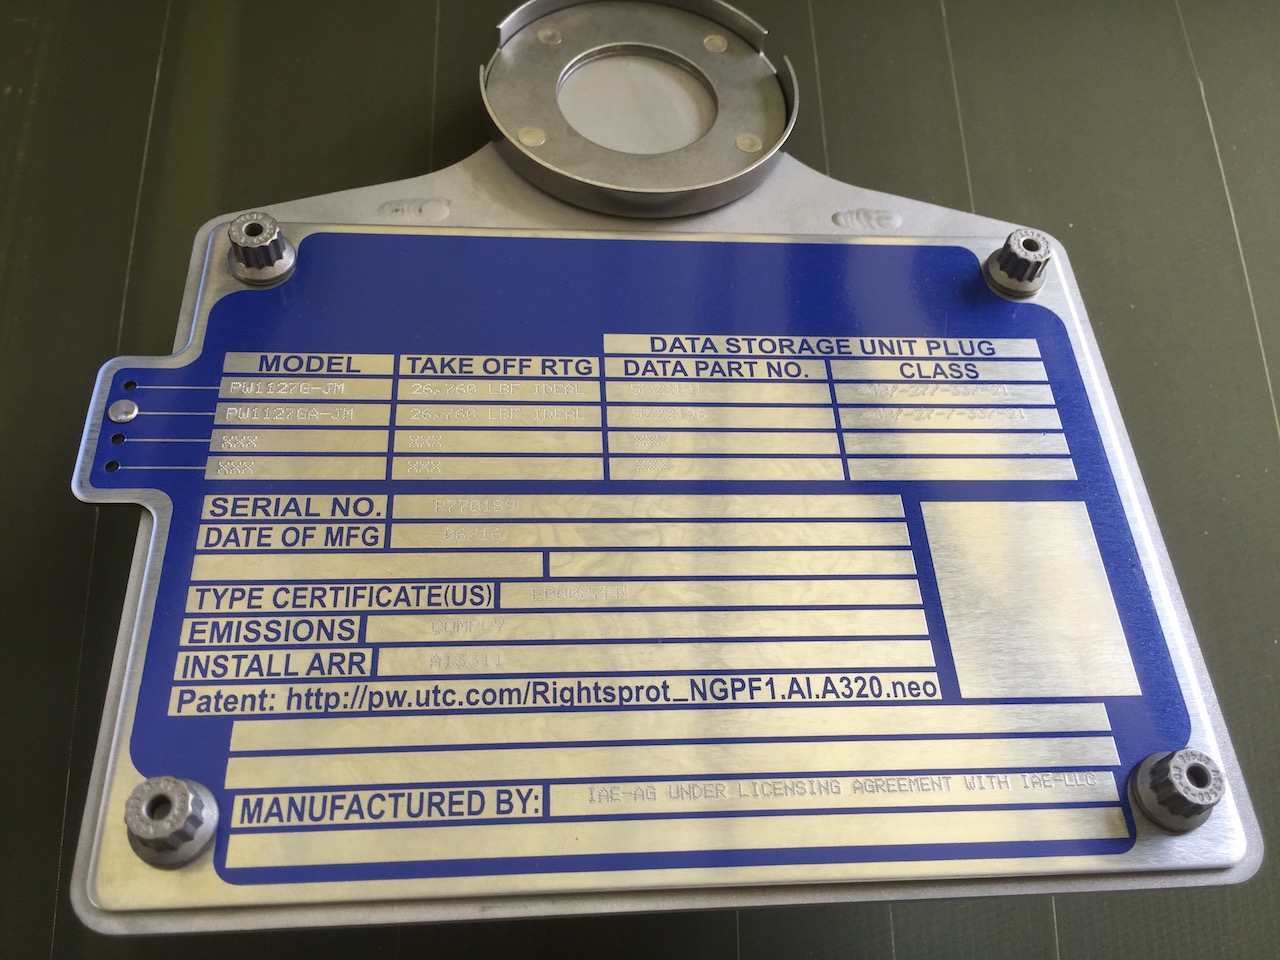 DATA STORAGE UNIT PLUG
MODEL TAKE OFF RTG DATA PART NO. CLASS
PW1127G-JM 26,760 LBF IDEAL
PW1127GA-JM 26,760 LBF IDEAL
XXX XXX XXX
XXX XXX XXX
SERIAL NO. P770189
DATE OF MFG 06/16
TYPE CERTIFICATE(US) E00087EN
EMISSIONS COMPLY
INSTALL ARR AIS311
Patent: http://pw.utc.com/Rightsprot_NGPF1.AI.A320.neo
MANUFACTURED BY: IAE-AG UNDER LICENSING AGREEMENT WITH IAE-LLC